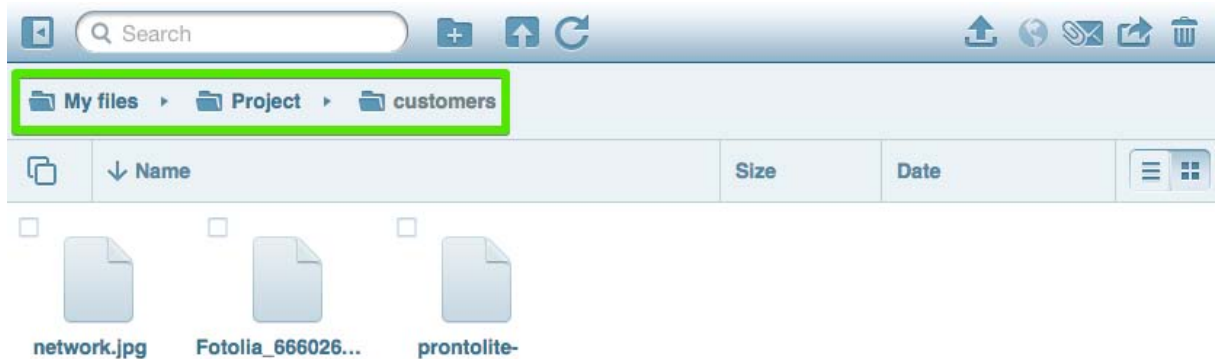 Search
My files Project customers
Name Size Date
network.jpg Fotolia_666026... prontolite-